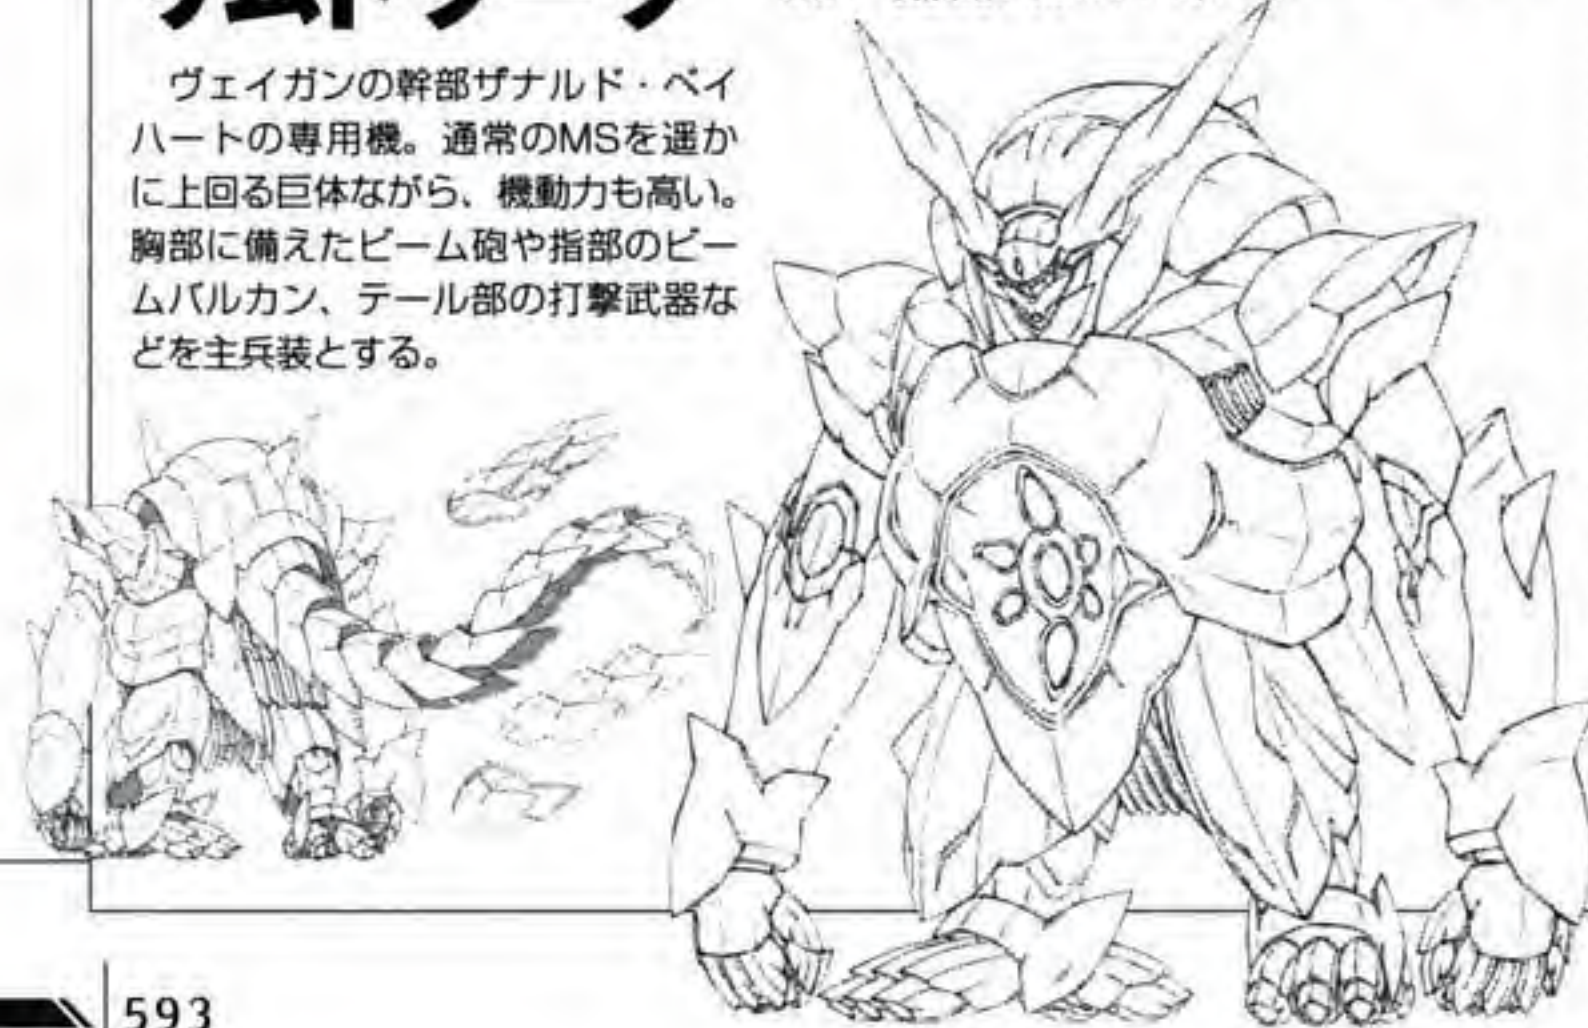 ヴェイガンの幹部ザナルド・ベイ
ハートの専用機。通常のMSを遥か
に上回る巨体ながら、機動力も高い。
胸部に備えたビーム砲や指部のビー
ムバルカン、テール部の打撃武器な
どを主兵装とする。
593